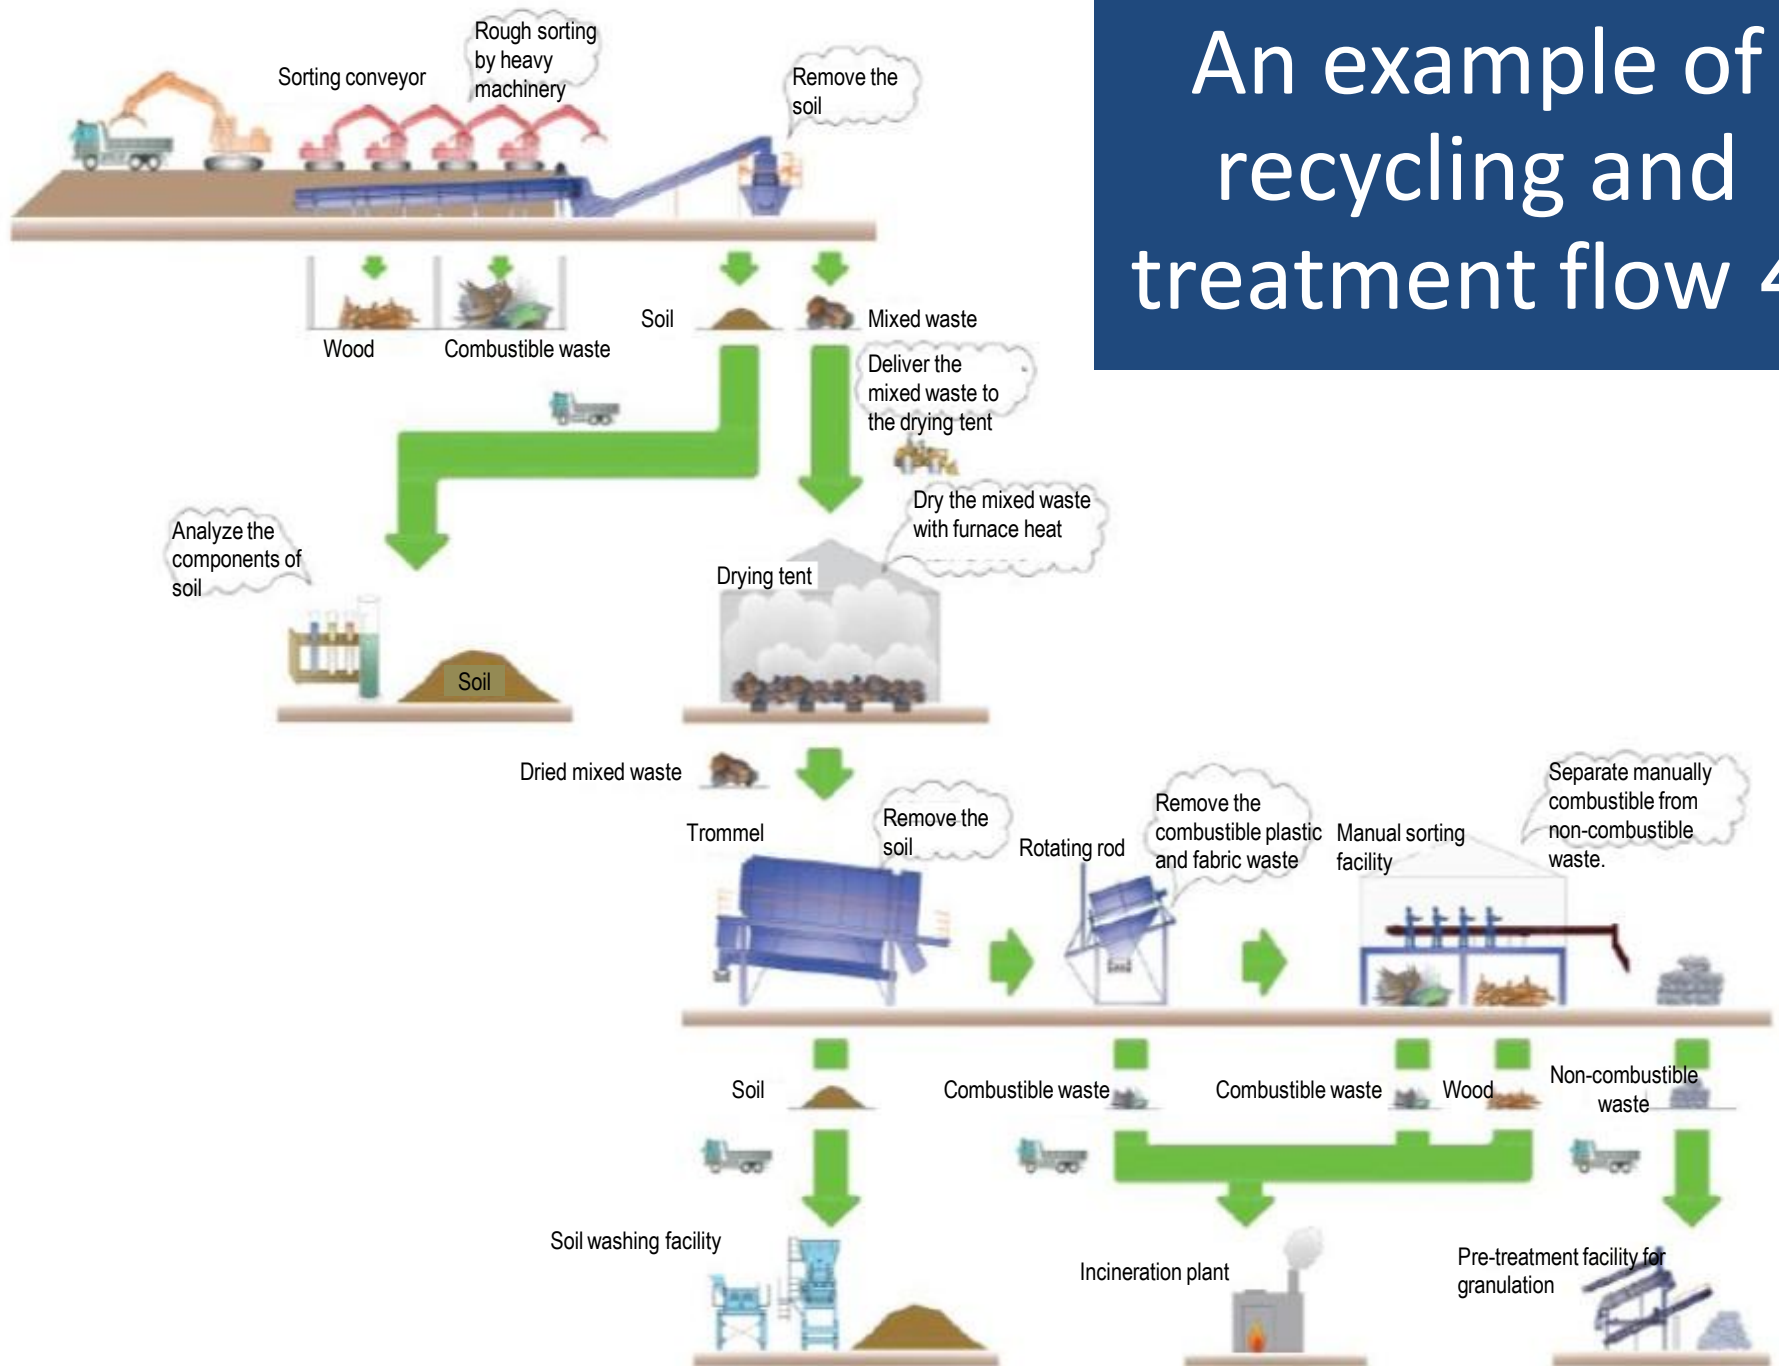 An example of
recycling and
treatment flow 4
Rough sorting
by heavy
machinery
Sorting conveyor
Remove the
soil
Wood
Combustible waste
Soil
Mixed waste
Deliver the
mixed waste to
the drying tent
Dry the mixed waste
with furnace heat
Analyze the
components of
soil
Drying tent
Soil
Dried mixed waste
Trommel
Remove the
soil
Rotating rod
Remove the
combustible plastic
and fabric waste
Manual sorting
facility
Separate manually
combustible from
non-combustible
waste.
Soil
Combustible waste
Combustible waste
Wood
Non-combustible
waste
Soil washing facility
Incineration plant
Pre-treatment facility for
granulation